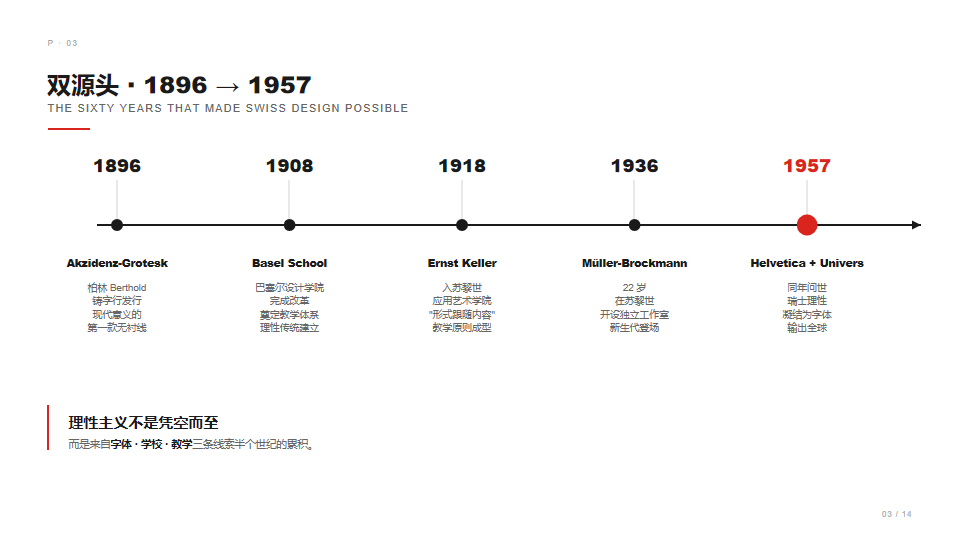 P · 03
双源头 · 1896 → 1957
THE SIXTY YEARS THAT MADE SWISS DESIGN POSSIBLE
1896
1908
1918
1936
1957
Akzidenz-Grotesk
柏林 Berthold
铸字行发行
现代意义的
第一款无衬线
Basel School
巴塞尔设计学院
完成改革
奠定教学体系
理性传统建立
Ernst Keller
入苏黎世
应用艺术学院
"形式跟随内容"
教学原则成型
Müller-Brockmann
22 岁
在苏黎世
开设独立工作室
新生代登场
Helvetica + Univers
同年问世
瑞士理性
凝结为字体
输出全球
理性主义不是凭空而至
而是来自字体 · 学校 · 教学三条线索半个世纪的累积。
03 / 14